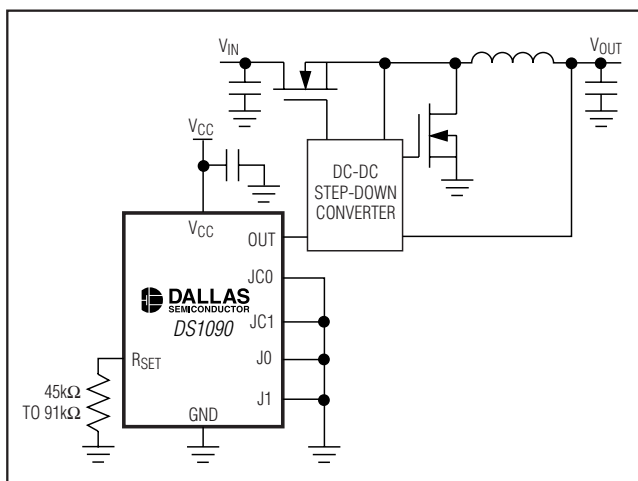 VIN
VOUT
VCC
DC-DC
STEP-DOWN
CONVERTER
VCC
OUT
JC0
DALLAS
SEMICONDUCTOR
DS1090
JC1
RSET
J0
45kΩ
TO 91kΩ
J1
GND